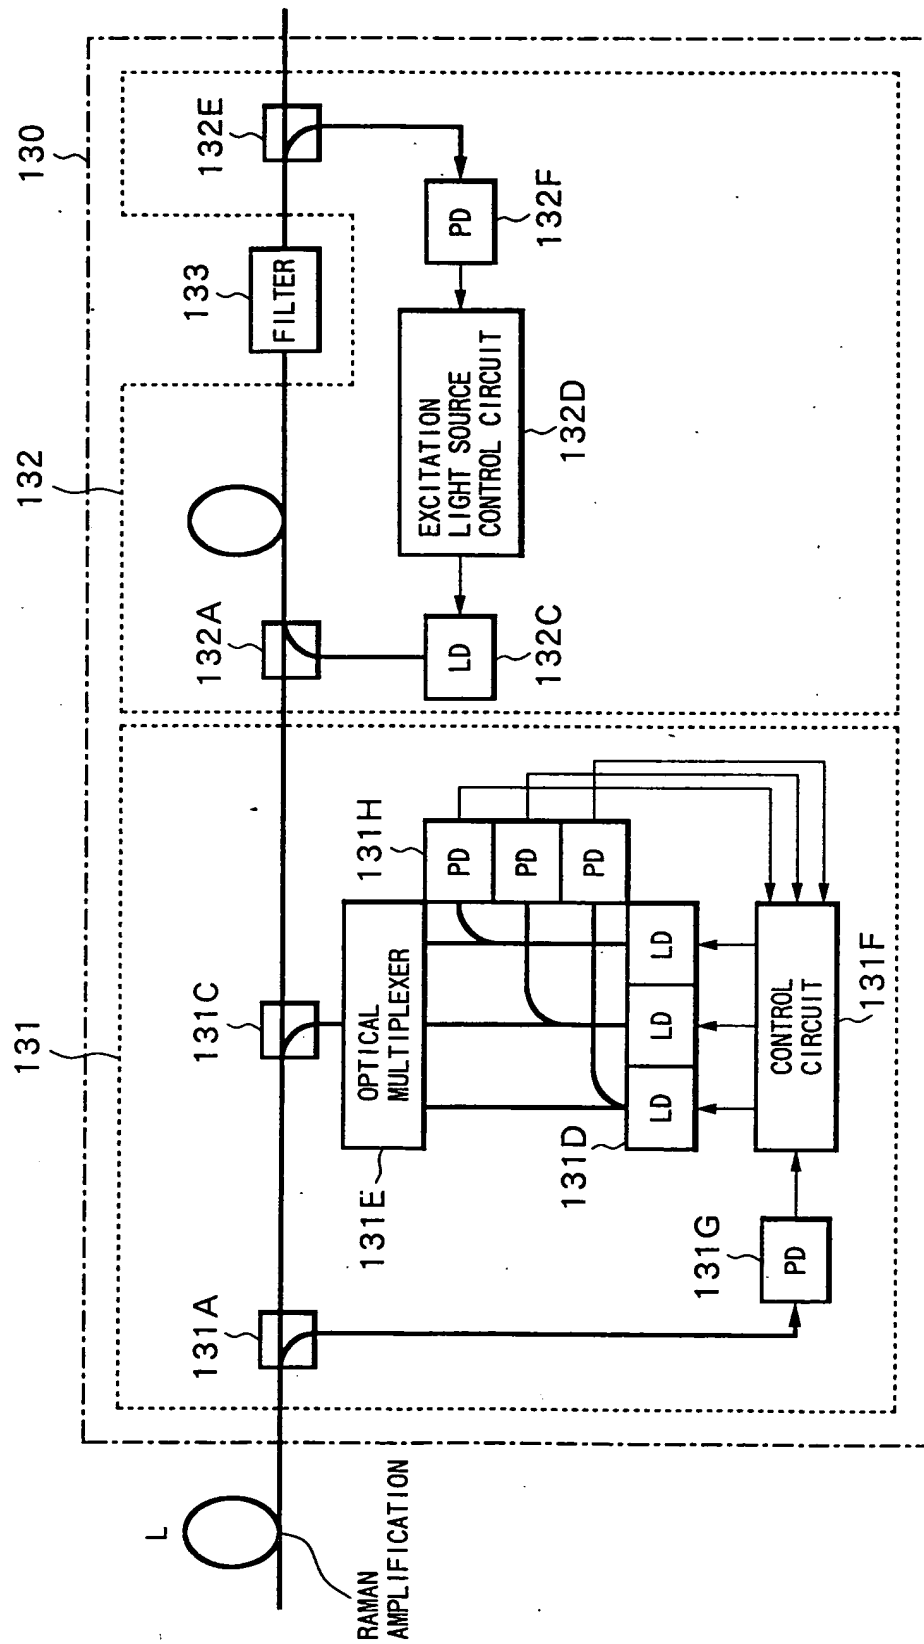 130
131
132
131A
131C
132A
133
FILTER
132E
L
RAMAN
AMPLIFICATION
OPTICAL
MULTIPLEXER
131E
131H
PD
PD
PD
LD
LD
LD
131D
131G
PD
CONTROL
CIRCUIT
131F
LD
132C
EXCITATION
LIGHT SOURCE
CONTROL CIRCUIT
132D
PD
132F